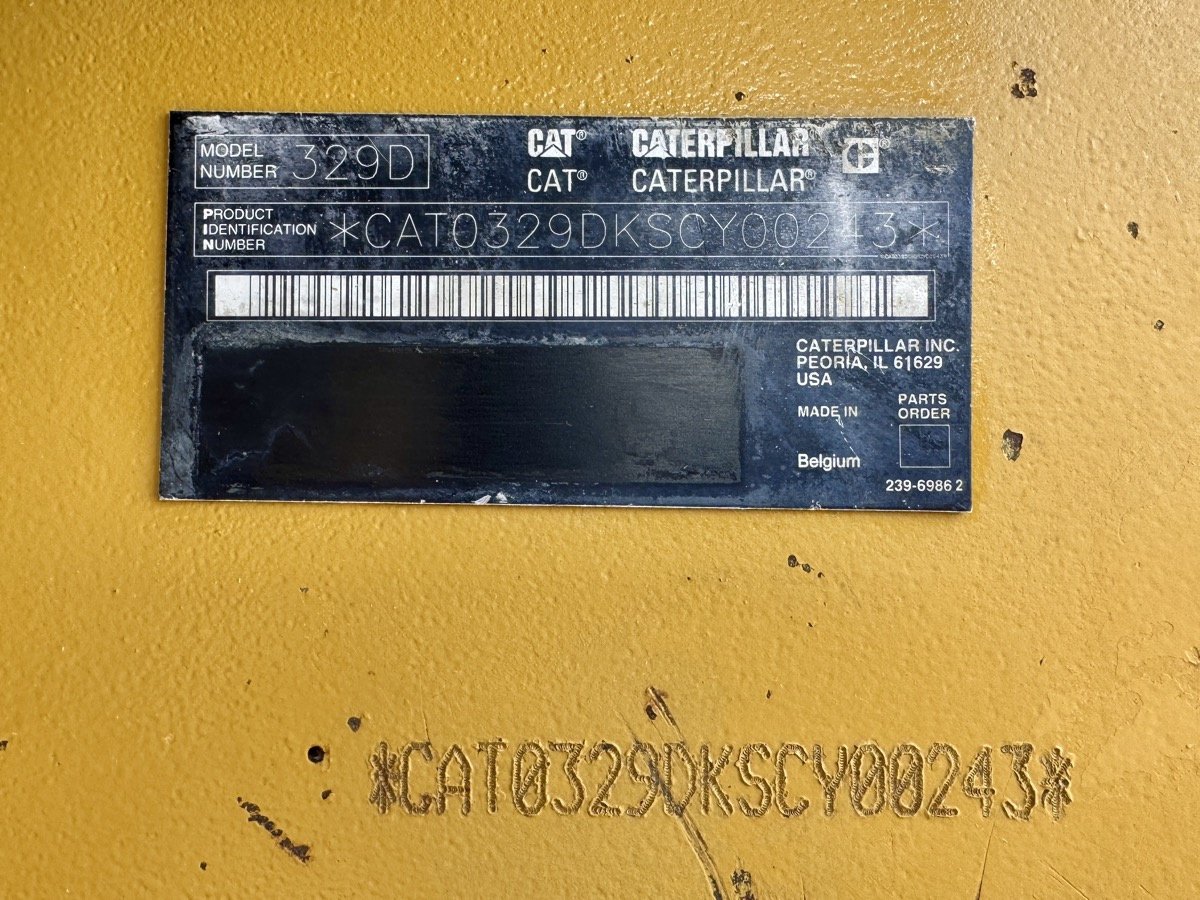 MODEL
NUMBER 329D
CAT® CATERPILLAR®
CAT® CATERPILLAR®
PRODUCT
IDENTIFICATION
NUMBER *CAT0329DKSCY00243*
CATERPILLAR INC.
PEORIA, IL 61629
USA
MADE IN
Belgium
PARTS
ORDER
239-6986 2
*CAT0329DKSCY00243*